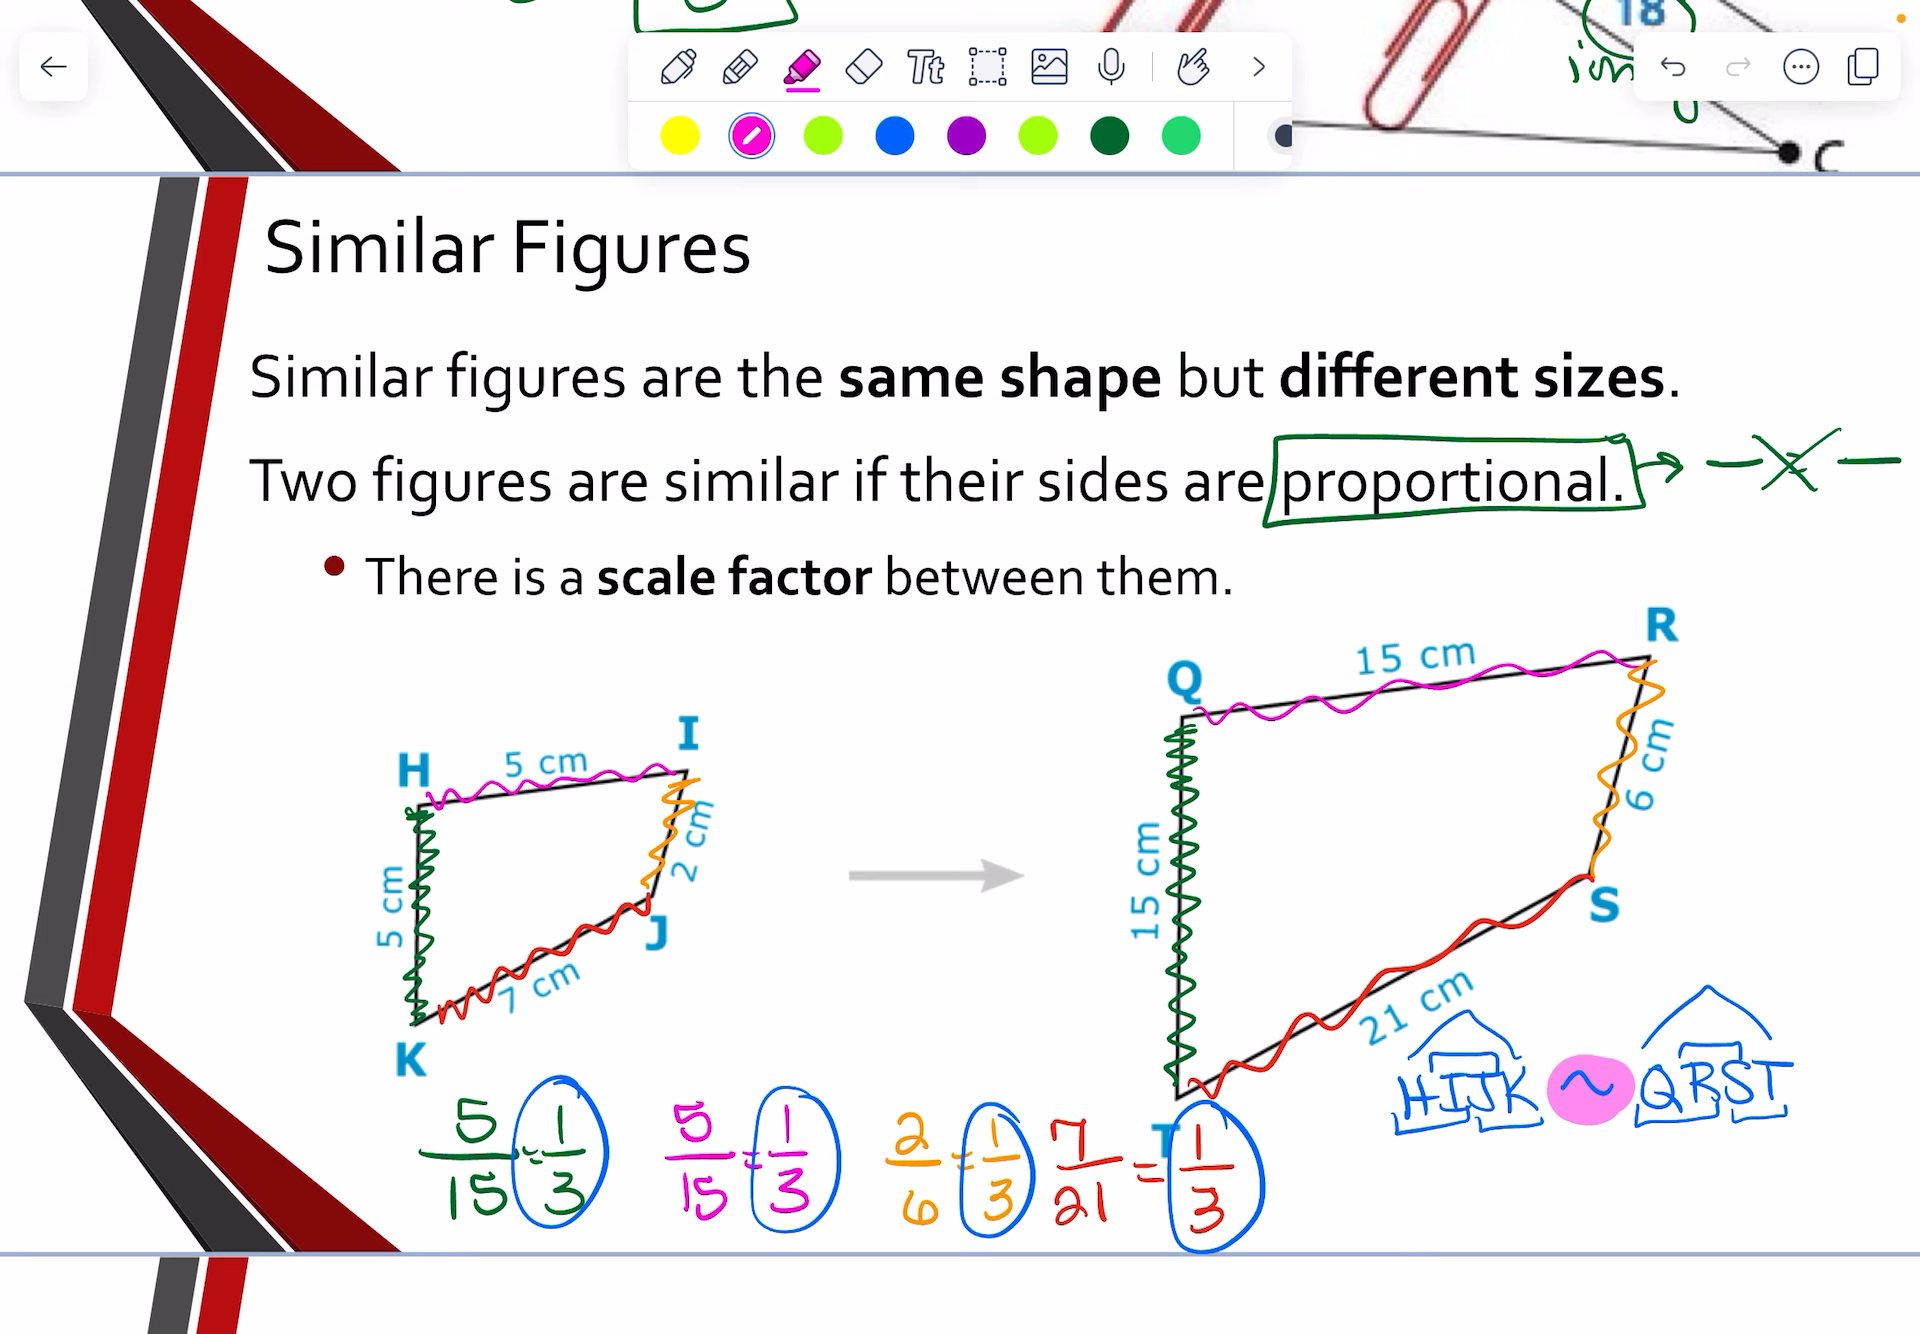 18
C
Tt
Similar Figures
Similar figures are the same shape but different sizes.
Two figures are similar if their sides are proportional. → — = —
• There is a scale factor between them.
H 5 cm I
2 cm
5 cm
J
7 cm
K
Q 15 cm R
6 cm
15 cm
S
21 cm
T
HIJK ~ QRST
5/15 = 1/3 5/15 = 1/3 2/6 = 1/3 7/21 = 1/3